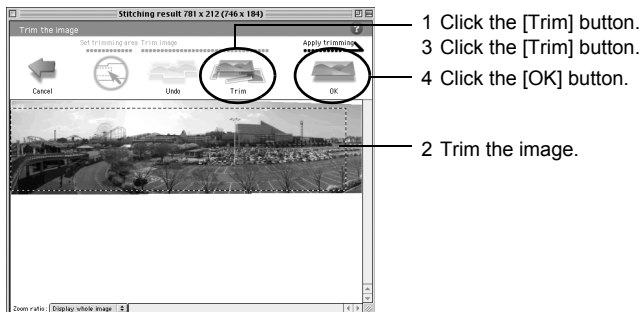 Stitching result 781 x 212 (746 x 184)
Trim the image ?
Set trimming area Trim image Apply trimming
Cancel Undo Trim OK
Zoom ratio: Display whole image
1 Click the [Trim] button.
3 Click the [Trim] button.
4 Click the [OK] button.
2 Trim the image.